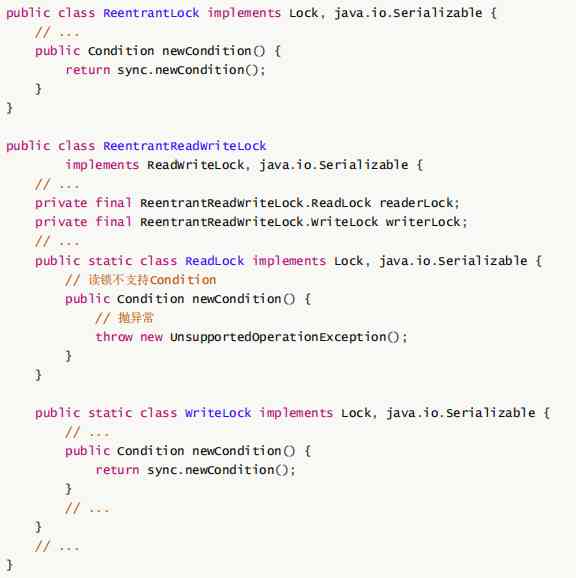 public class ReentrantLock implements Lock, java.io.Serializable {
    // ...
    public Condition newCondition() {
        return sync.newCondition();
    }
}

public class ReentrantReadWriteLock
        implements ReadWriteLock, java.io.Serializable {
    // ...
    private final ReentrantReadWriteLock.ReadLock readerLock;
    private final ReentrantReadWriteLock.WriteLock writerLock;
    // ...
    public static class ReadLock implements Lock, java.io.Serializable {
        // 读锁不支持Condition
        public Condition newCondition() {
            // 抛异常
            throw new UnsupportedOperationException();
        }
    }

    public static class WriteLock implements Lock, java.io.Serializable {
        // ...
        public Condition newCondition() {
            return sync.newCondition();
        }
        // ...
    }
    // ...
}